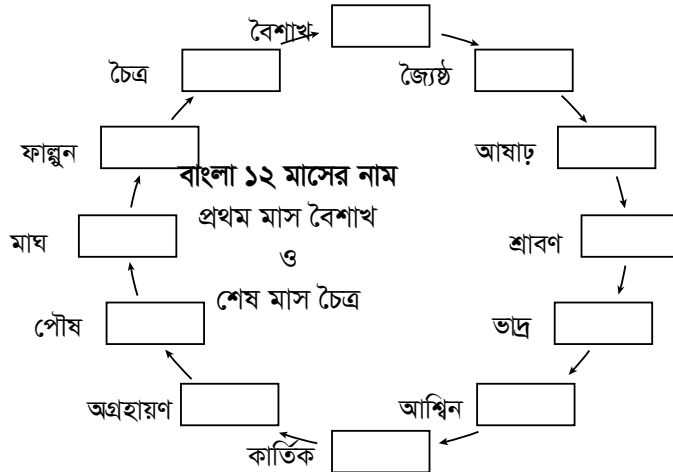 বৈশাখ
জ্যৈষ্ঠ
আষাঢ়
শ্রাবণ
ভাদ্র
আশ্বিন
কার্তিক
অগ্রহায়ণ
পৌষ
মাঘ
ফাল্গুন
চৈত্র
বাংলা ১২ মাসের নাম
প্রথম মাস বৈশাখ
ও
শেষ মাস চৈত্র